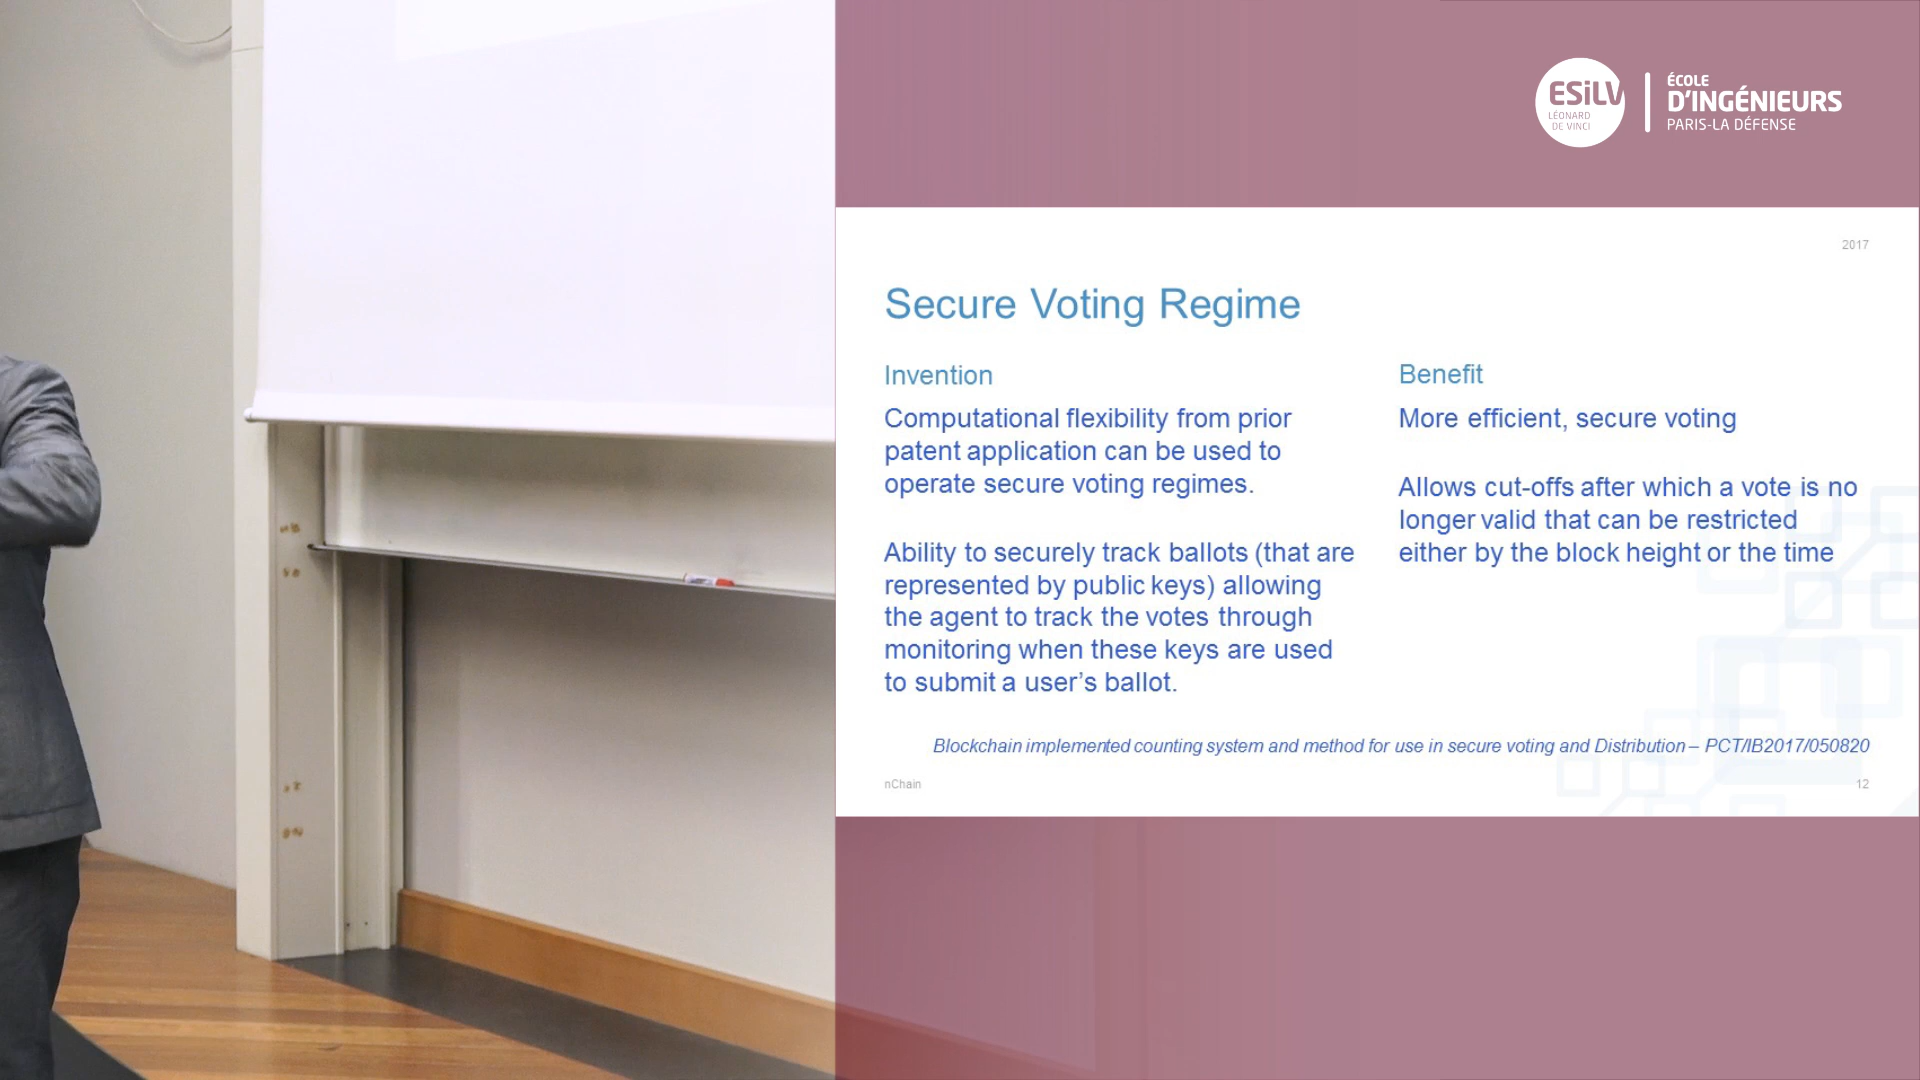 ESiLV
LÉONARD
DE VINCI
ÉCOLE
D'INGÉNIEURS
PARIS-LA DÉFENSE
2017
Secure Voting Regime
Invention
Computational flexibility from prior
patent application can be used to
operate secure voting regimes.
Ability to securely track ballots (that are
represented by public keys) allowing
the agent to track the votes through
monitoring when these keys are used
to submit a user’s ballot.
Benefit
More efficient, secure voting
Allows cut-offs after which a vote is no
longer valid that can be restricted
either by the block height or the time
Blockchain implemented counting system and method for use in secure voting and Distribution – PCT/IB2017/050820
nChain
12